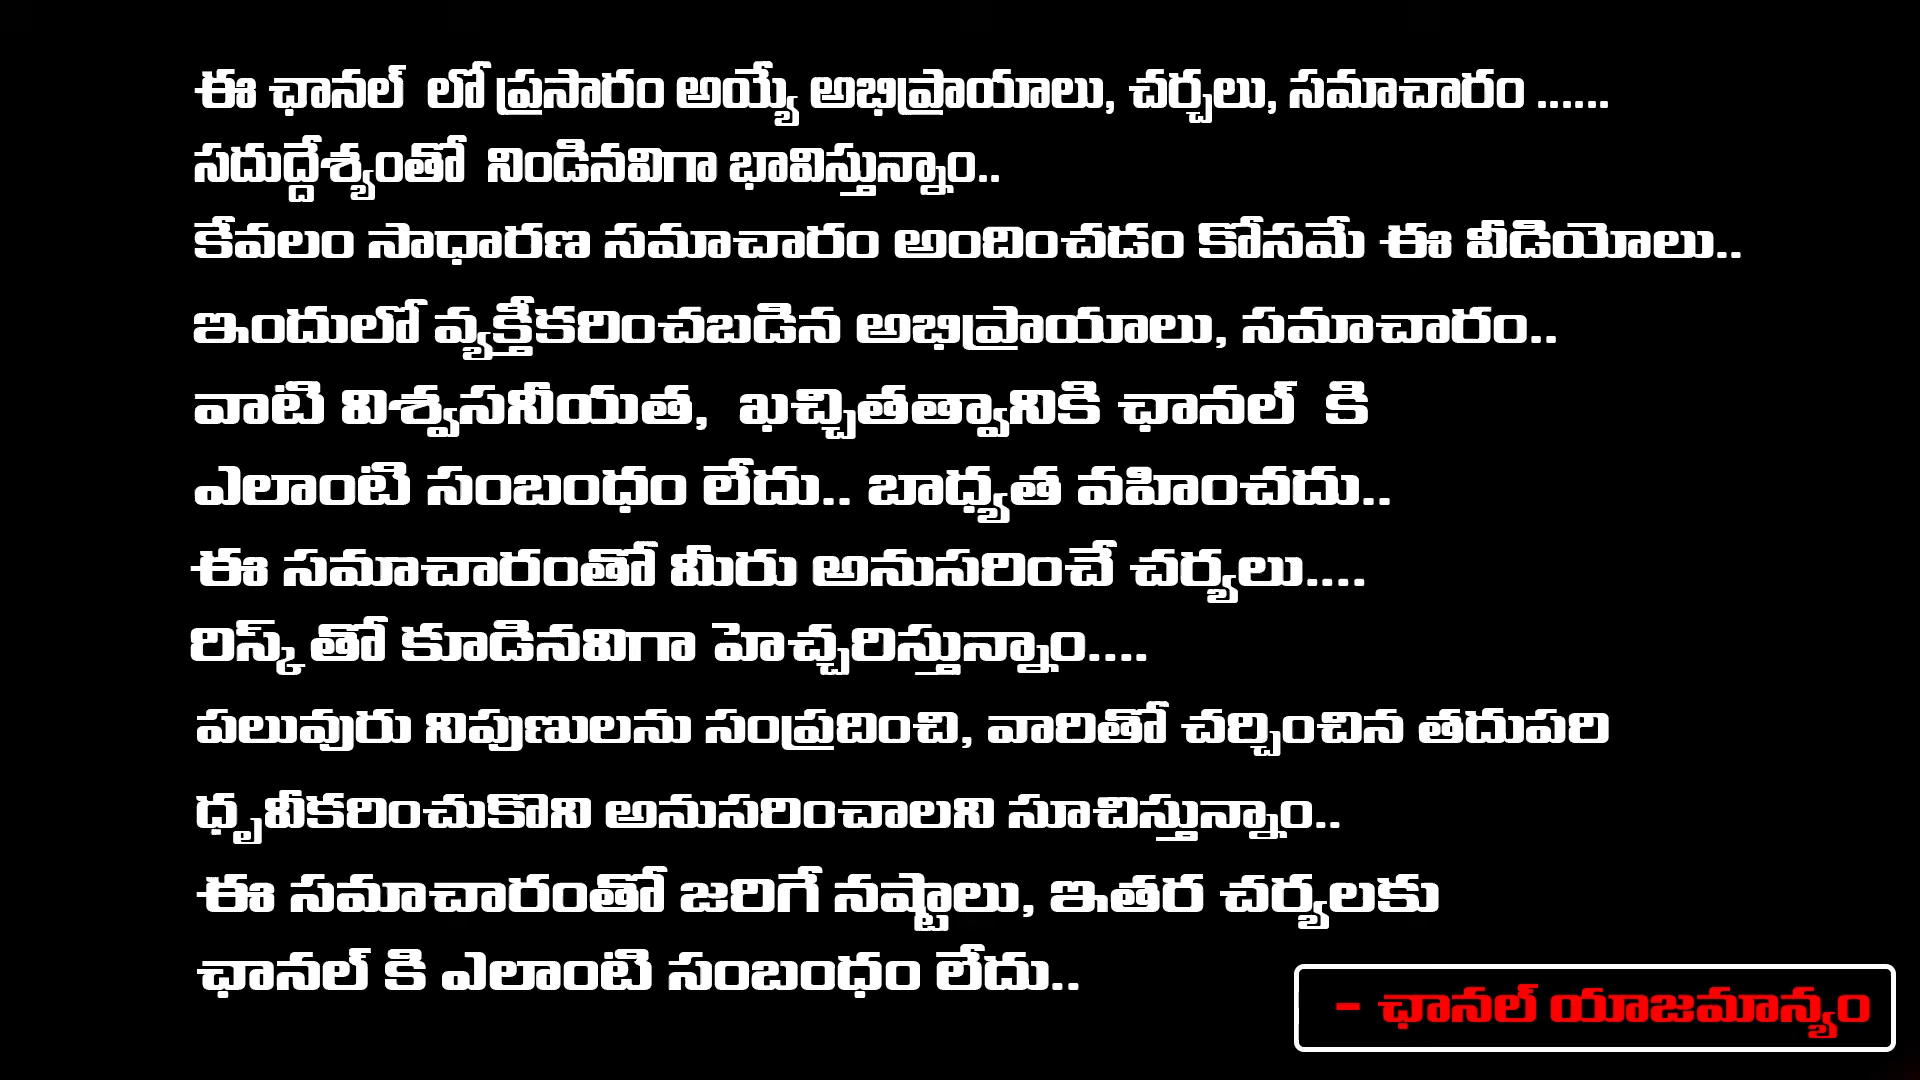 ఈ ఛానల్ లో ప్రసారం అయ్యే అభిప్రాయాలు, చర్చలు, సమాచారం ......
సదుద్దేశ్యంతో నిండినవిగా భావిస్తున్నాం..
కేవలం సాధారణ సమాచారం అందించడం కోసమే ఈ వీడియోలు..
ఇందులో వ్యక్తీకరించబడిన అభిప్రాయాలు, సమాచారం..
వాటి విశ్వసనీయత, ఖచ్చితత్వానికి ఛానల్ కి
ఎలాంటి సంబంధం లేదు.. బాధ్యత వహించదు..
ఈ సమాచారంతో మీరు అనుసరించే చర్యలు....
రిస్క్ తో కూడినవిగా హెచ్చరిస్తున్నాం....
పలువురు నిపుణులను సంప్రదించి, వారితో చర్చించిన తదుపరి
ధృవీకరించుకొని అనుసరించాలని సూచిస్తున్నాం..
ఈ సమాచారంతో జరిగే నష్టాలు, ఇతర చర్యలకు
ఛానల్ కి ఎలాంటి సంబంధం లేదు..
- ఛానల్ యాజమాన్యం